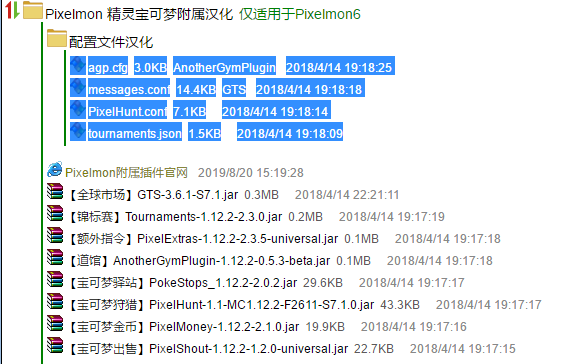 Pixelmon 精灵宝可梦附属汉化 仅适用于Pixelmon6
配置文件汉化
agp.cfg 3.0KB AnotherGymPlugin 2018/4/14 19:18:25
messages.conf 14.4KB GTS 2018/4/14 19:18:18
PixelHunt.conf 7.1KB 2018/4/14 19:18:14
tournaments.json 1.5KB 2018/4/14 19:18:09
Pixelmon附属插件官网 2019/8/20 15:19:28
【全球市场】GTS-3.6.1-S7.1.jar 0.3MB 2018/4/14 22:21:11
【锦标赛】Tournaments-1.12.2-2.3.0.jar 0.2MB 2018/4/14 19:17:19
【额外指令】PixelExtras-1.12.2-2.3.5-universal.jar 0.1MB 2018/4/14 19:17:18
【道馆】AnotherGymPlugin-1.12.2-0.5.3-beta.jar 0.1MB 2018/4/14 19:17:18
【宝可梦驿站】PokeStops_1.12.2-2.0.2.jar 29.6KB 2018/4/14 19:17:17
【宝可梦狩猎】PixelHunt-1.1-MC1.12.2-F2611-S7.1.0.jar 43.3KB 2018/4/14 19:17:17
【宝可梦金币】PixelMoney-1.12.2-2.1.0.jar 19.9KB 2018/4/14 19:17:16
【宝可梦出售】PixelShout-1.12.2-1.2.0-universal.jar 22.7KB 2018/4/14 19:17:15